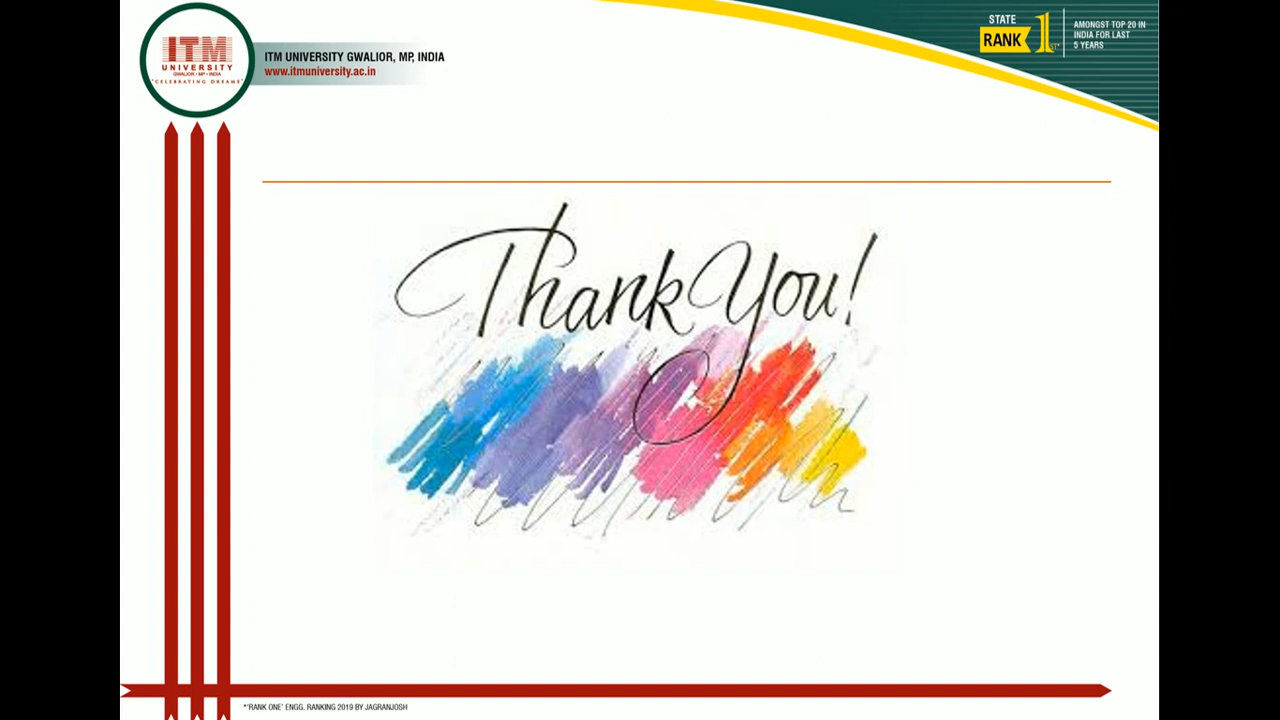 ITM
UNIVERSITY
GWALIOR • MP • INDIA
"CELEBRATING DREAMS"
ITM UNIVERSITY GWALIOR, MP, INDIA
www.itmuniversity.ac.in
STATE
RANK 1ST*
AMONGST TOP 20 IN
INDIA FOR LAST
5 YEARS
Thank You!
*'RANK ONE' ENGG. RANKING 2019 BY JAGRANJOSH